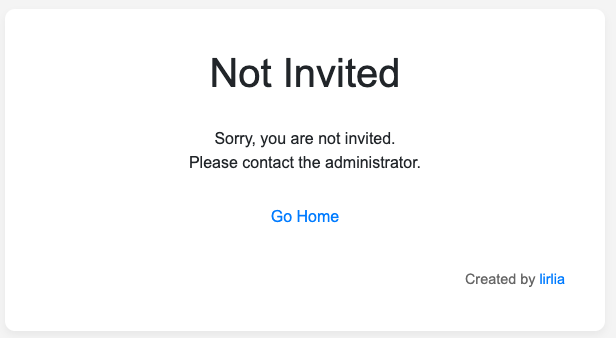 Not Invited
Sorry, you are not invited.
Please contact the administrator.
Go Home
Created by lirlia